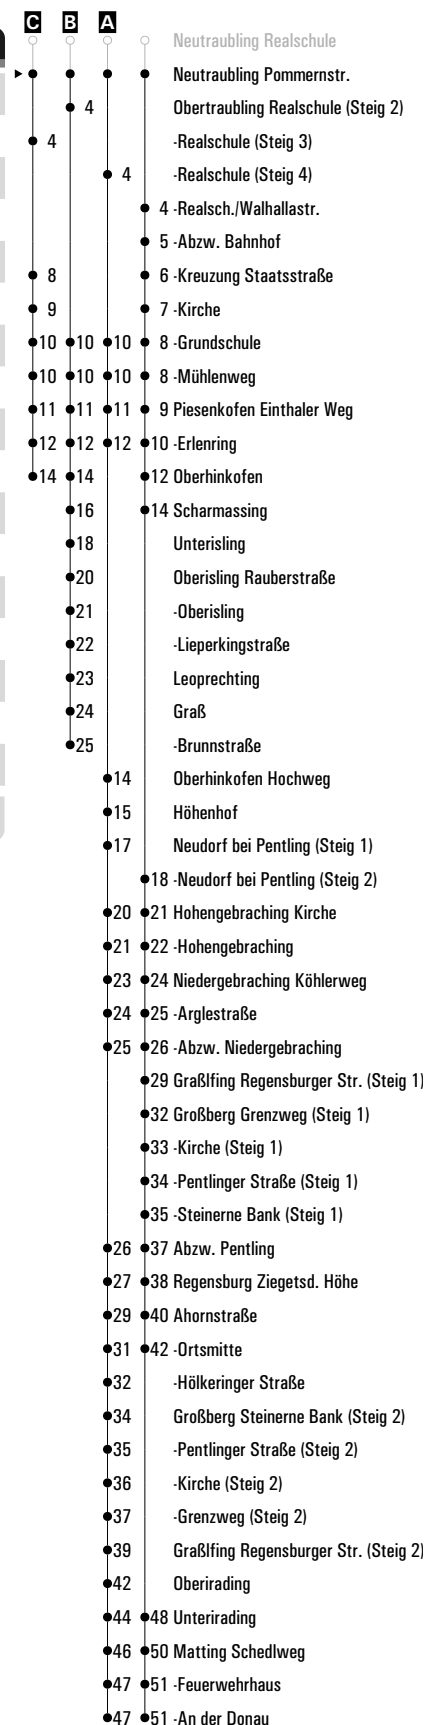 C B A
Neutraubling Realschule
Neutraubling Pommernstr.
4 Obertraubling Realschule (Steig 2)
4 -Realschule (Steig 3)
4 -Realschule (Steig 4)
4 -Realsch./Walhallastr.
5 -Abzw. Bahnhof
8 6 -Kreuzung Staatsstraße
9 7 -Kirche
10 10 10 8 -Grundschule
10 10 10 8 -Mühlenweg
11 11 11 9 Piesenkofen Einthaler Weg
12 12 12 10 -Erlenring
14 14 12 Oberhinkofen
16 14 Scharmassing
18 Unterisling
20 Oberisling Rauberstraße
21 -Oberisling
22 -Lieperkingstraße
23 Leoprechting
24 Graß
25 -Brunnstraße
14 Oberhinkofen Hochweg
15 Höhenhof
17 Neudorf bei Pentling (Steig 1)
18 -Neudorf bei Pentling (Steig 2)
20 21 Hohengebraching Kirche
21 22 -Hohengebraching
23 24 Niedergebraching Köhlerweg
24 25 -Arglestraße
25 26 -Abzw. Niedergebraching
29 Graßlfing Regensburger Str. (Steig 1)
32 Großberg Grenzweg (Steig 1)
33 -Kirche (Steig 1)
34 -Pentlinger Straße (Steig 1)
35 -Steinerne Bank (Steig 1)
26 37 Abzw. Pentling
27 38 Regensburg Ziegetsd. Höhe
29 40 Ahornstraße
31 42 -Ortsmitte
32 -Hölkeringer Straße
34 Großberg Steinerne Bank (Steig 2)
35 -Pentlinger Straße (Steig 2)
36 -Kirche (Steig 2)
37 -Grenzweg (Steig 2)
39 Graßlfing Regensburger Str. (Steig 2)
42 Oberirading
44 48 Unterirading
46 50 Matting Schedlweg
47 51 -Feuerwehrhaus
47 51 -An der Donau